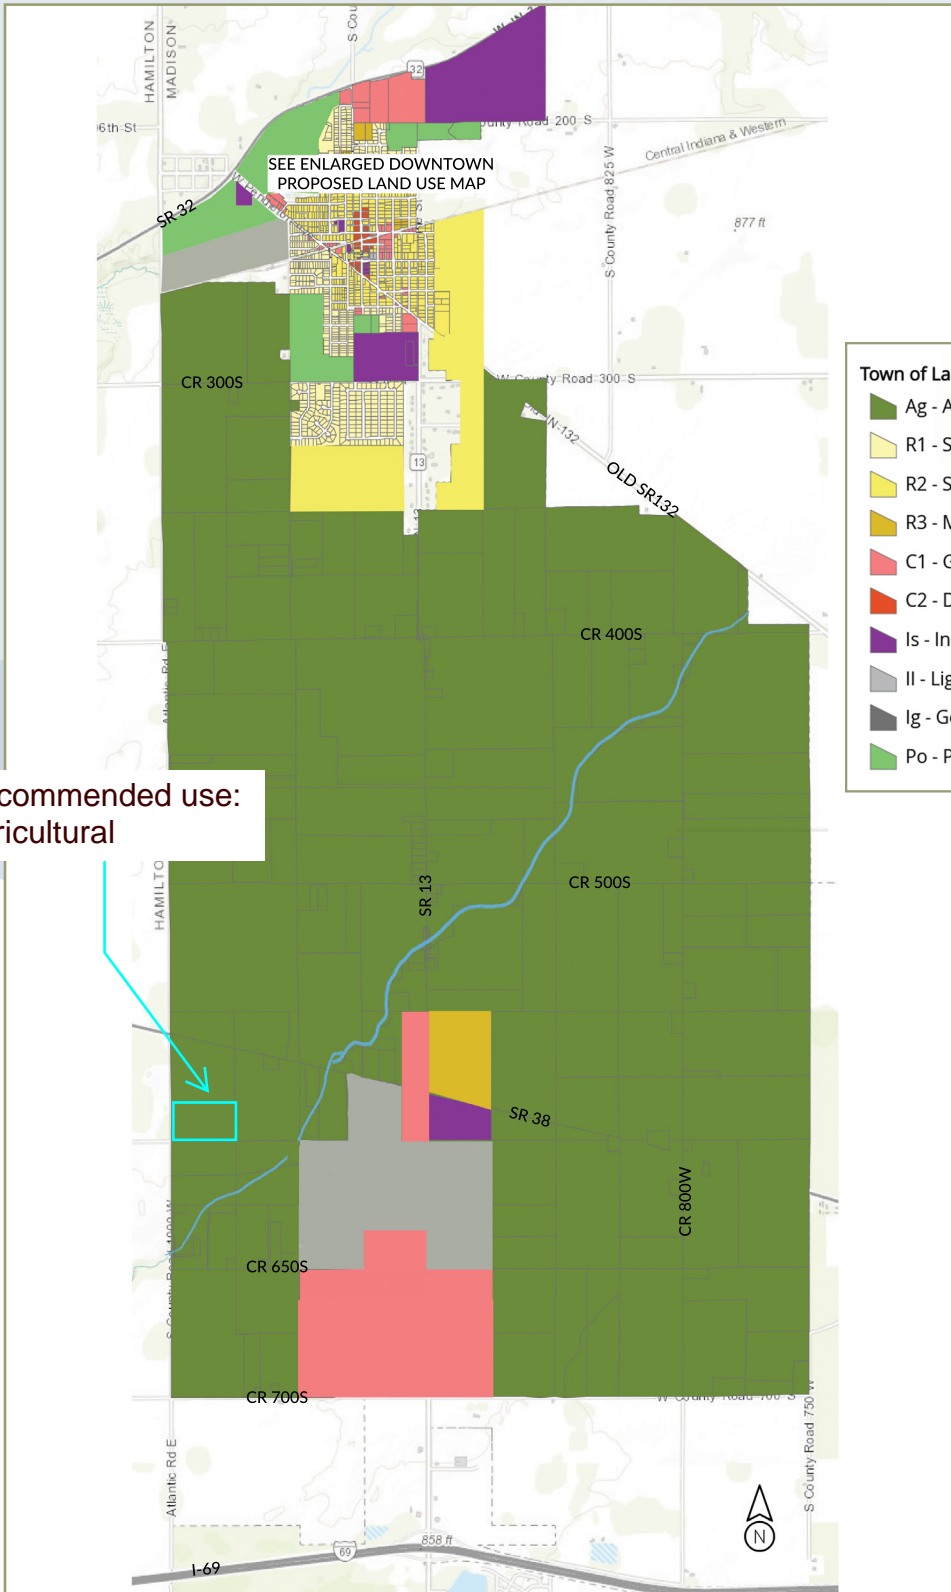 HAMILTON
MADISON
S Cou
32
6th St
ounty Road 200 S
Central Indiana & Western
SEE ENLARGED DOWNTOWN
PROPOSED LAND USE MAP
SR 32
S County Road 825 W
877 ft
CR 300S
W County Road 300 S
IN-132
13
OLD SR132
CR 400S
Atlantic Rd E
commended use:
ricultural
HAMILTO
SR 13
CR 500S
SR 38
CR 800W
CR 650S
CR 700S
W County Road 700 S
S County Road 750 W
Atlantic Rd E
858 ft
69
I-69
N
Town of La
Ag - A
R1 - S
R2 - S
R3 - M
C1 - G
C2 - D
Is - In
Il - Lig
Ig - Ge
Po - P